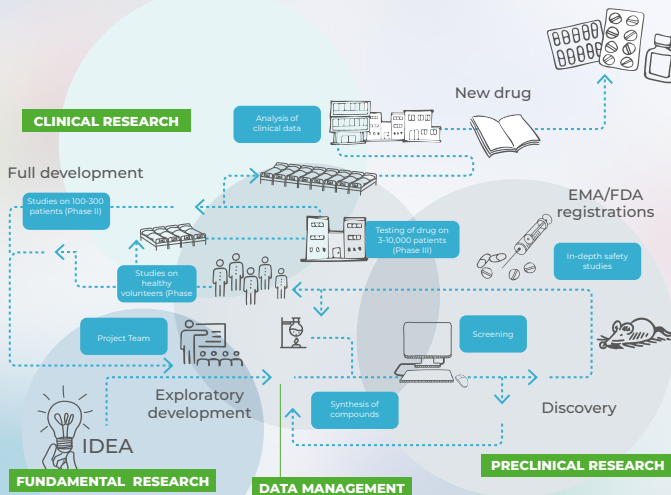 New drug
CLINICAL RESEARCH
Analysis of
clinical data
Full development
EMA/FDA
registrations
Studies on 100-300
patients (Phase II)
Testing of drug on
3-10,000 patients
(Phase III)
In-depth safety
studies
Studies on
healthy
volunteers (Phase
Project Team
Screening
Exploratory
development
Synthesis of
compounds
Discovery
IDEA
FUNDAMENTAL RESEARCH
DATA MANAGEMENT
PRECLINICAL RESEARCH